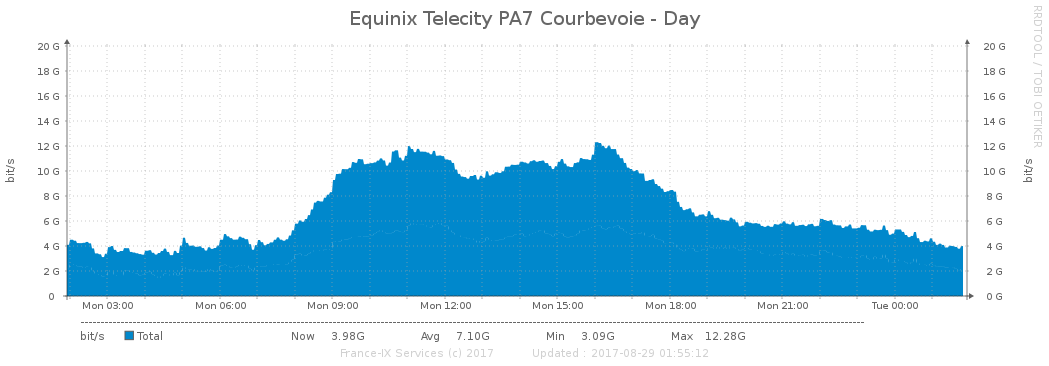 Equinix Telecity PA7 Courbevoie - Day
RRDTOOL / TOBI OETIKER
bit/s
bit/s
20 G 20 G
18 G 18 G
16 G 16 G
14 G 14 G
12 G 12 G
10 G 10 G
8 G 8 G
6 G 6 G
4 G 4 G
2 G 2 G
0 0 G
Mon 03:00 Mon 06:00 Mon 09:00 Mon 12:00 Mon 15:00 Mon 18:00 Mon 21:00 Tue 00:00
bit/s Total Now 3.98G Avg 7.10G Min 3.09G Max 12.28G
France-IX Services (c) 2017 Updated : 2017-08-29 01:55:12